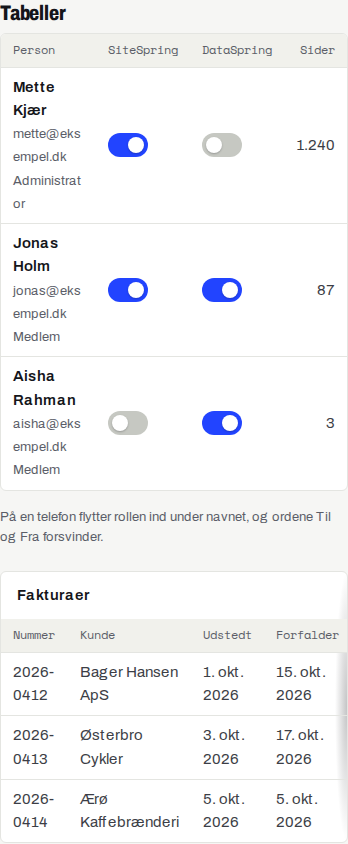 Tabeller
Person SiteSpring DataSpring Sider
Mette
Kjær
mette@eks
empel.dk
Administrat
or
1.240
Jonas
Holm
jonas@eks
empel.dk
Medlem
87
Aisha
Rahman
aisha@eks
empel.dk
Medlem
3
På en telefon flytter rollen ind under navnet, og ordene Til
og Fra forsvinder.
Fakturaer
Nummer Kunde Udstedt Forfalder
2026- Bager Hansen 1. okt. 15. okt.
0412 ApS 2026 2026
2026- Østerbro 3. okt. 17. okt.
0413 Cykler 2026 2026
2026- Ærø 5. okt. 5. okt.
0414 Kaffebrænderi 2026 2026